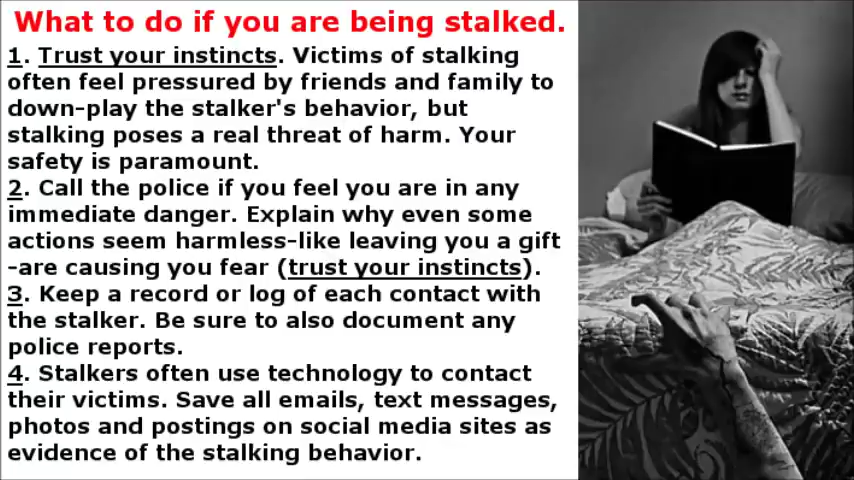 What to do if you are being stalked.
1. Trust your instincts. Victims of stalking
often feel pressured by friends and family to
down-play the stalker's behavior, but
stalking poses a real threat of harm. Your
safety is paramount.
2. Call the police if you feel you are in any
immediate danger. Explain why even some
actions seem harmless-like leaving you a gift
-are causing you fear (trust your instincts).
3. Keep a record or log of each contact with
the stalker. Be sure to also document any
police reports.
4. Stalkers often use technology to contact
their victims. Save all emails, text messages,
photos and postings on social media sites as
evidence of the stalking behavior.